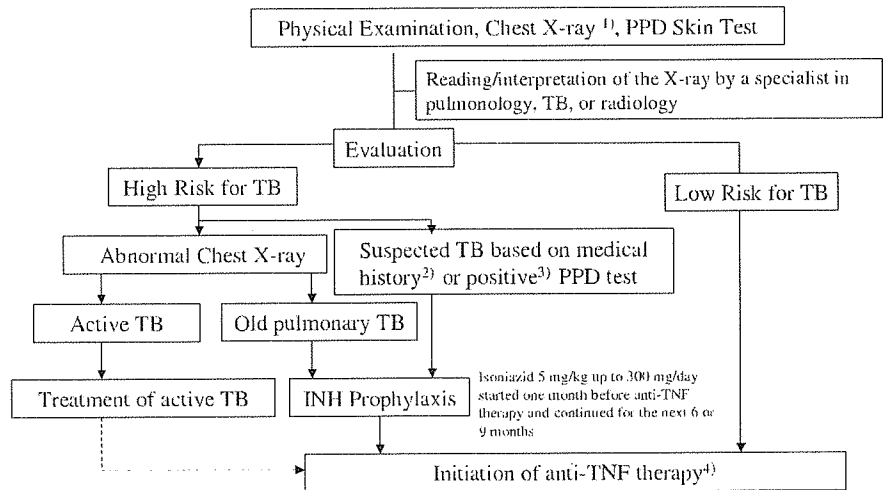 Physical Examination, Chest X-ray 1), PPD Skin Test
Reading/interpretation of the X-ray by a specialist in
pulmonology, TB, or radiology
Evaluation
High Risk for TB
Low Risk for TB
Abnormal Chest X-ray
Suspected TB based on medical
history2) or positive3) PPD test
Active TB
Old pulmonary TB
Treatment of active TB
INH Prophylaxis
Isoniazid 5 mg/kg up to 300 mg/day
started one month before anti-TNF
therapy and continued for the next 6 or
9 months
Initiation of anti-TNF therapy4)